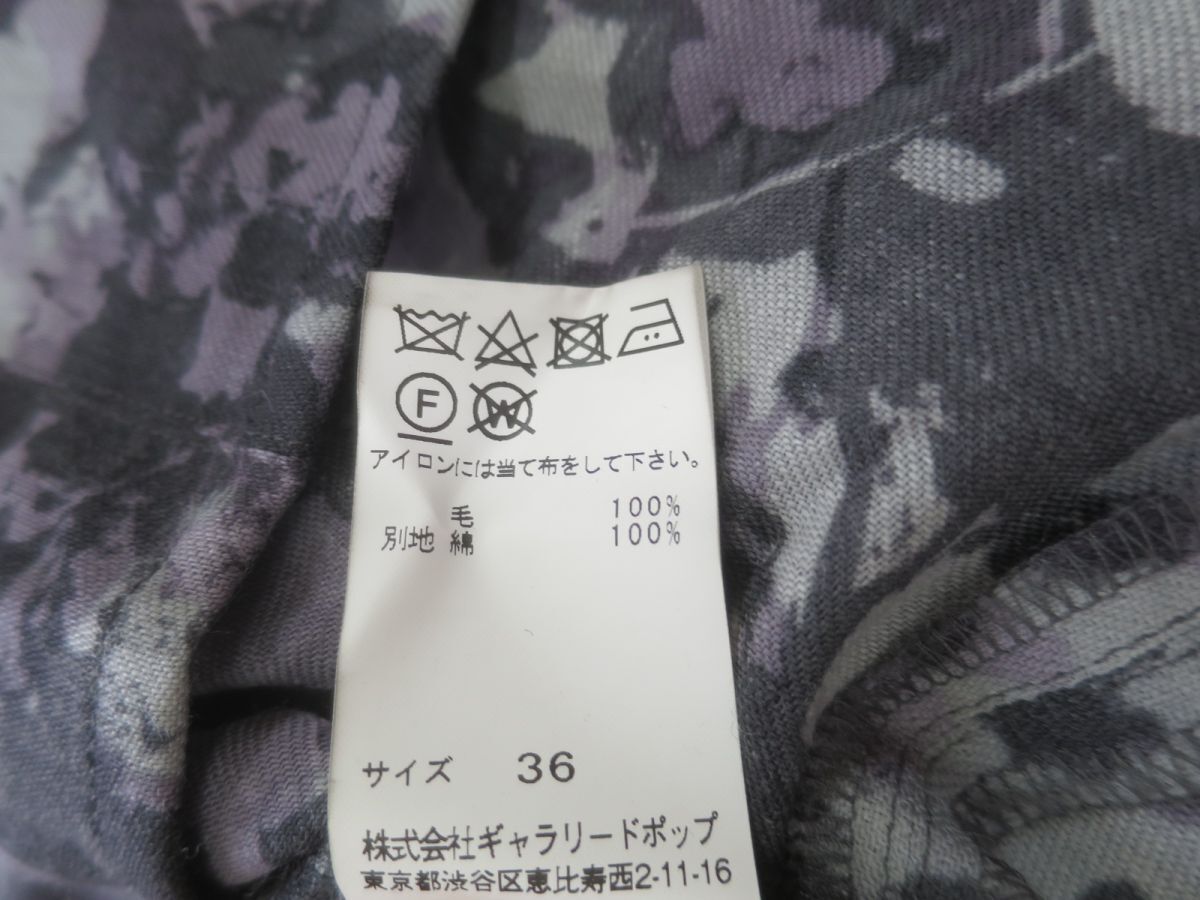 F W
アイロンには当て布をして下さい。
毛 100%
別地 綿 100%
サイズ 36
株式会社ギャラリードポップ
東京都渋谷区恵比寿西2-11-16